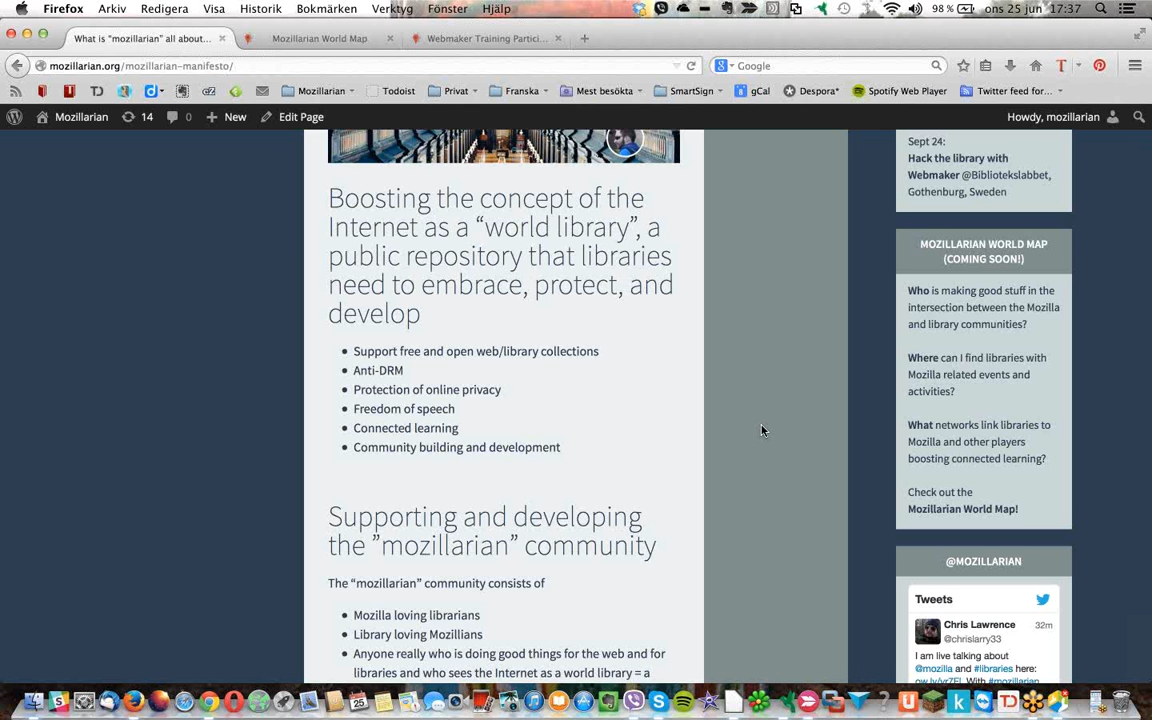 Firefox Arkiv Redigera Visa Historik Bokmärken Verktyg Fönster Hjälp 98 % ons 25 jun 17:37
What is "mozillarian" all about... Mozillarian World Map Webmaker Training Partici...
mozillarian.org/mozillarian-manifesto/ Google
Mozillarian Todoist Privat Franska Mest besökta SmartSign gCal Despora* Spotify Web Player Twitter feed for...
Mozillarian 14 0 New Edit Page Howdy, mozillarian
Boosting the concept of the
Internet as a “world library”, a
public repository that libraries
need to embrace, protect, and
develop
Support free and open web/library collections
Anti-DRM
Protection of online privacy
Freedom of speech
Connected learning
Community building and development
Supporting and developing
the ”mozillarian” community
The “mozillarian” community consists of
Mozilla loving librarians
Library loving Mozillians
Anyone really who is doing good things for the web and for
libraries and who sees the Internet as a world library = a
Sept 24:
Hack the library with
Webmaker @Bibliotekslabbet,
Gothenburg, Sweden
MOZILLARIAN WORLD MAP
(COMING SOON!)
Who is making good stuff in the
intersection between the Mozilla
and library communities?
Where can I find libraries with
Mozilla related events and
activities?
What networks link libraries to
Mozilla and other players
boosting connected learning?
Check out the
Mozillarian World Map!
@MOZILLARIAN
Tweets
Chris Lawrence 32m
@chrislarry33
I am live talking about
@mozilla and #libraries here: